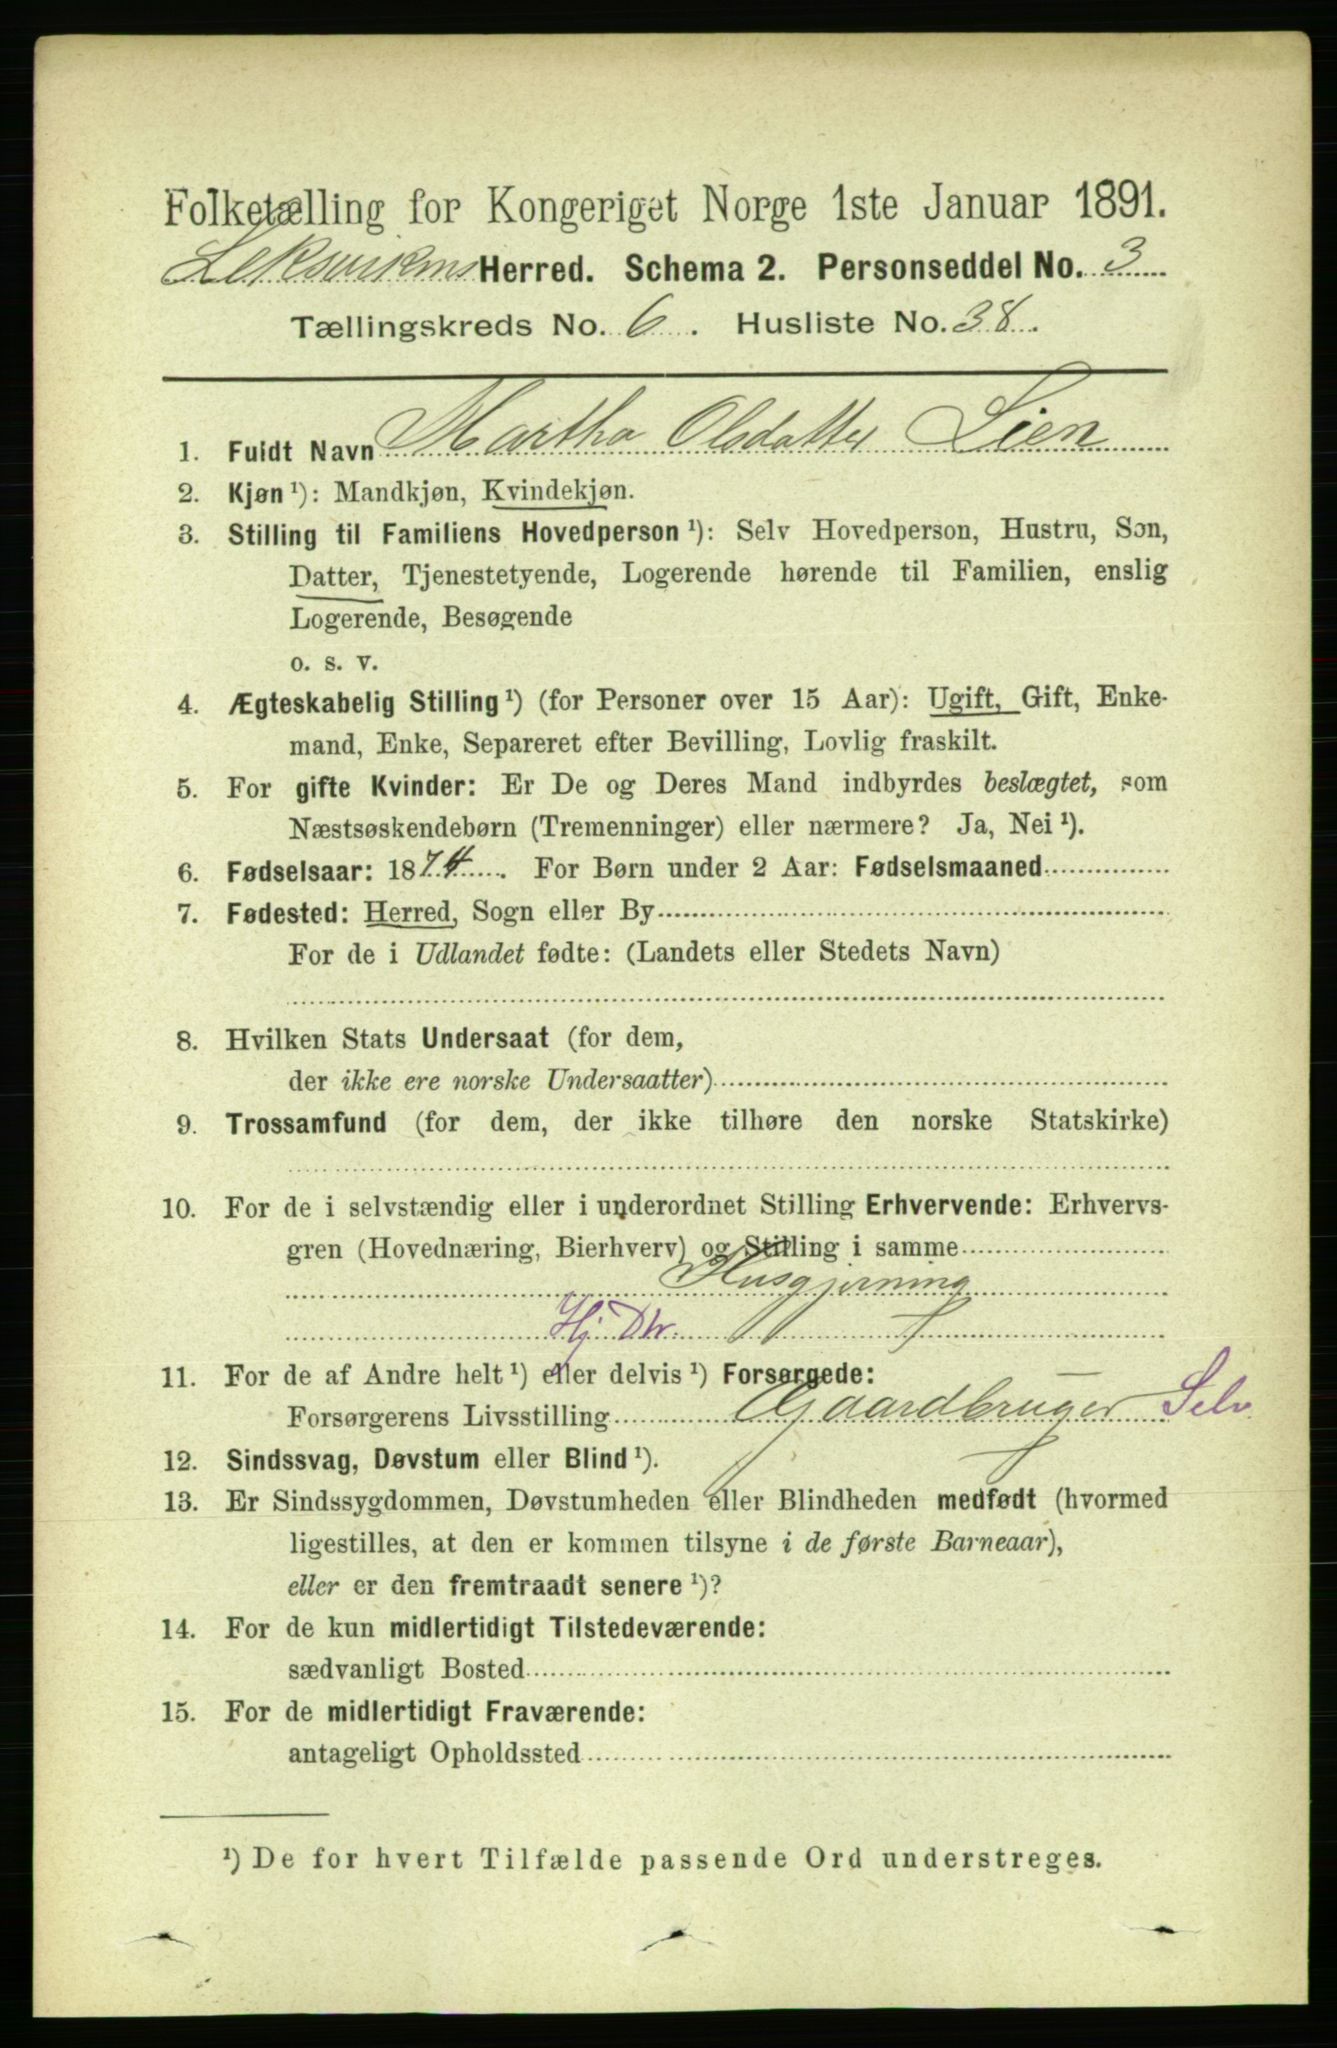 Folketælling for Kongeriget Norge 1ste Januar 1891.
Leksvikens Herred. Schema 2. Personseddel No. 3
Tællingskreds No. 6. Husliste No. 38.
1. Fuldt Navn Martha Olsdatter Lien
2. Kjøn ¹): Mandkjøn, Kvindekjøn.
3. Stilling til Familiens Hovedperson ¹): Selv Hovedperson, Hustru, Søn,
Datter, Tjenestetyende, Logerende hørende til Familien, enslig
Logerende, Besøgende
o. s. v.
4. Ægteskabelig Stilling ¹) (for Personer over 15 Aar): Ugift, Gift, Enke-
mand, Enke, Separeret efter Bevilling, Lovlig fraskilt.
5. For gifte Kvinder: Er De og Deres Mand indbyrdes beslægtet, som
Næstsøskendebørn (Tremenninger) eller nærmere? Ja, Nei ¹).
6. Fødselsaar: 1874. For Børn under 2 Aar: Fødselsmaaned
7. Fødested: Herred, Sogn eller By
For de i Udlandet fødte: (Landets eller Stedets Navn)
8. Hvilken Stats Undersaat (for dem,
der ikke ere norske Undersaatter)
9. Trossamfund (for dem, der ikke tilhøre den norske Statskirke)
10. For de i selvstændig eller i underordnet Stilling Erhvervende: Erhvervs-
gren (Hovednæring, Bierhverv) og Stilling i samme
Husgjerning
Hj. Dtr.
11. For de af Andre helt ¹) eller delvis ¹) Forsørgede:
Forsørgerens Livsstilling Gaardbruger Selv
12. Sindssvag, Døvstum eller Blind ¹).
13. Er Sindssygdommen, Døvstumheden eller Blindheden medfødt (hvormed
ligestilles, at den er kommen tilsyne i de første Barneaar),
eller er den fremtraadt senere ¹)?
14. For de kun midlertidigt Tilstedeværende:
sædvanligt Bosted
15. For de midlertidigt Fraværende:
antageligt Opholdssted
¹) De for hvert Tilfælde passende Ord understreges.